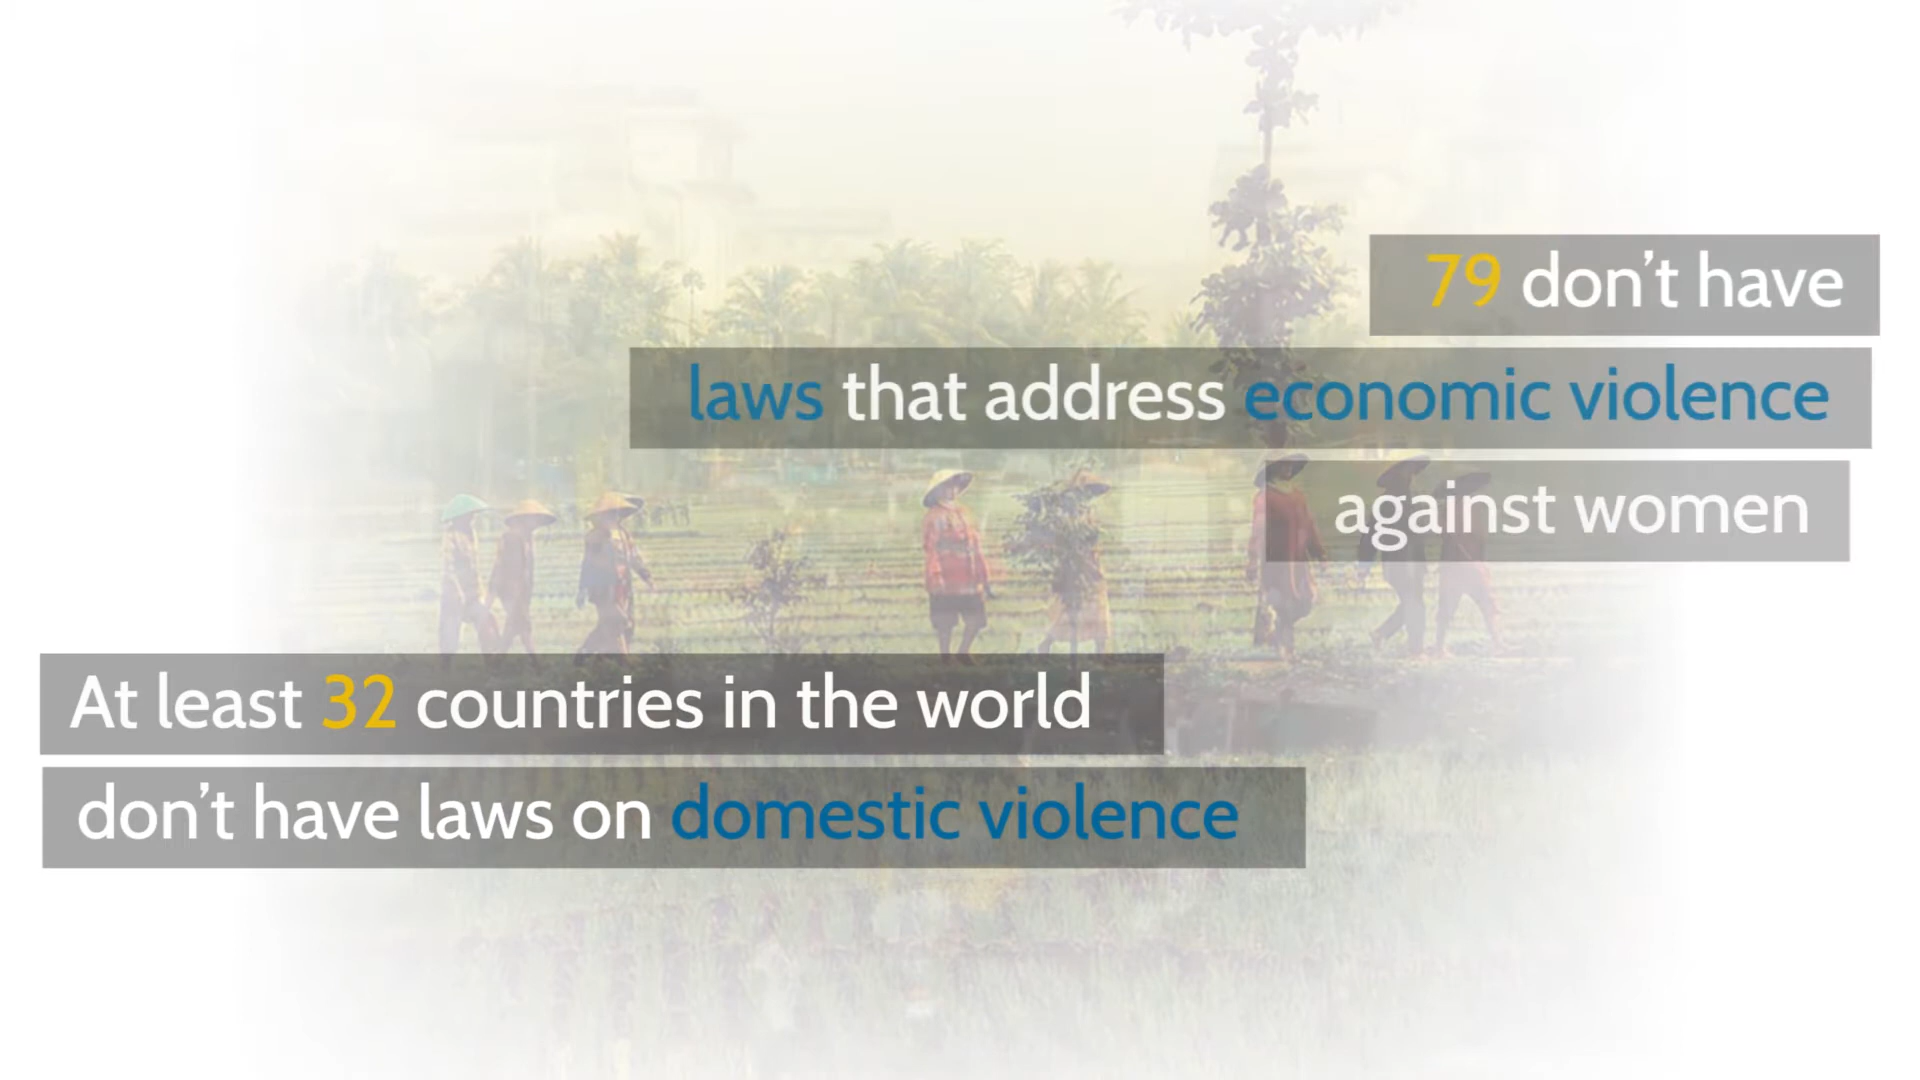 79 don't have
laws that address economic violence
against women
At least 32 countries in the world
don't have laws on domestic violence